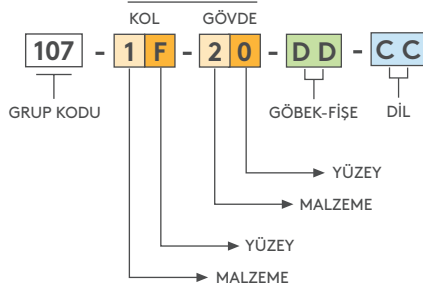 KOL GÖVDE
107 - 1 F - 2 0 - D D - C C
GRUP KODU GÖBEK-FİŞE DİL
YÜZEY
MALZEME
YÜZEY
MALZEME